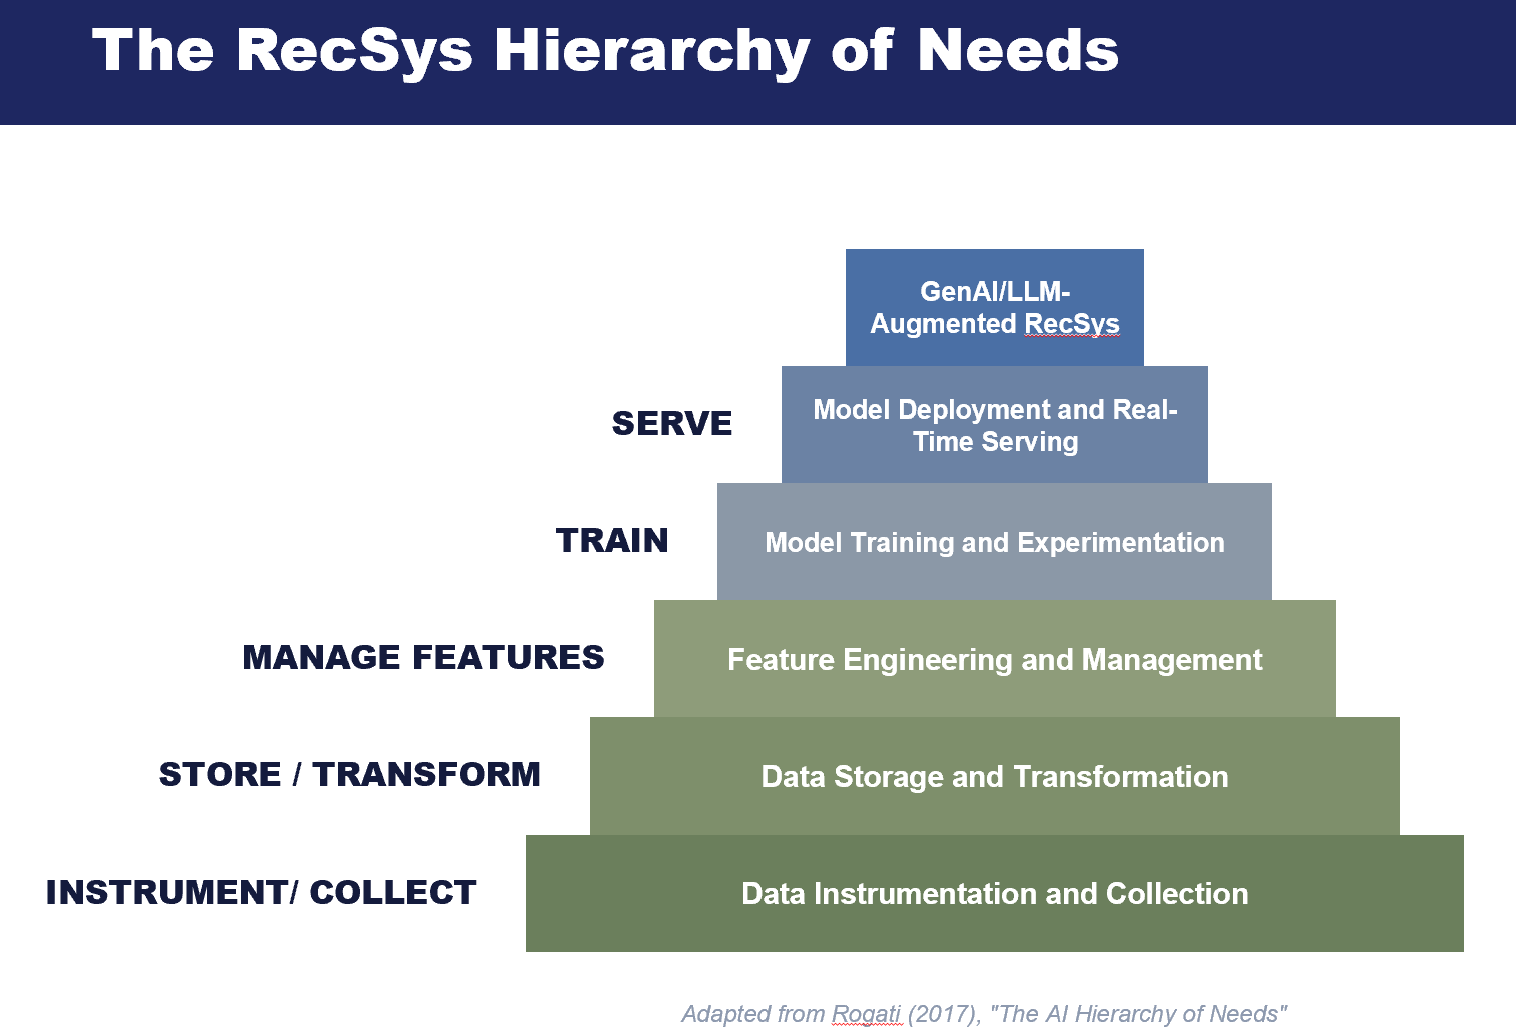 The RecSys Hierarchy of Needs
GenAI/LLM-
Augmented RecSys
SERVE
Model Deployment and Real-
Time Serving
TRAIN
Model Training and Experimentation
MANAGE FEATURES
Feature Engineering and Management
STORE / TRANSFORM
Data Storage and Transformation
INSTRUMENT/ COLLECT
Data Instrumentation and Collection
Adapted from Rogati (2017), "The AI Hierarchy of Needs"